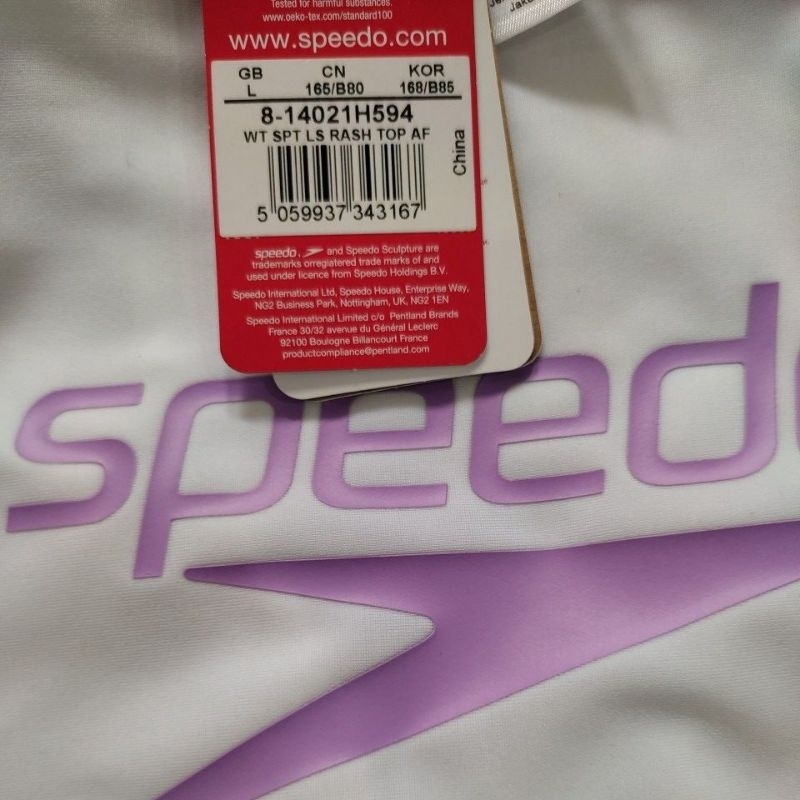 Tested for harmful substances.
www.oeko-tex.com/standard100
www.speedo.com
GB CN KOR
L 165/B80 168/B85
8-14021H594
WT SPT LS RASH TOP AF
China
5 059937 343167
speedo, and Speedo Sculpture are
trademarks orregistered trade marks of and
used under licence from Speedo Holdings B.V.
Speedo International Ltd, Speedo House, Enterprise Way,
NG2 Business Park, Nottingham, UK, NG2 1EN
Speedo International Limited c/o Pentland Brands
France 30/32 avenue du Général Leclerc
92100 Boulogne Billancourt France
productcompliance@pentland.com
speedo